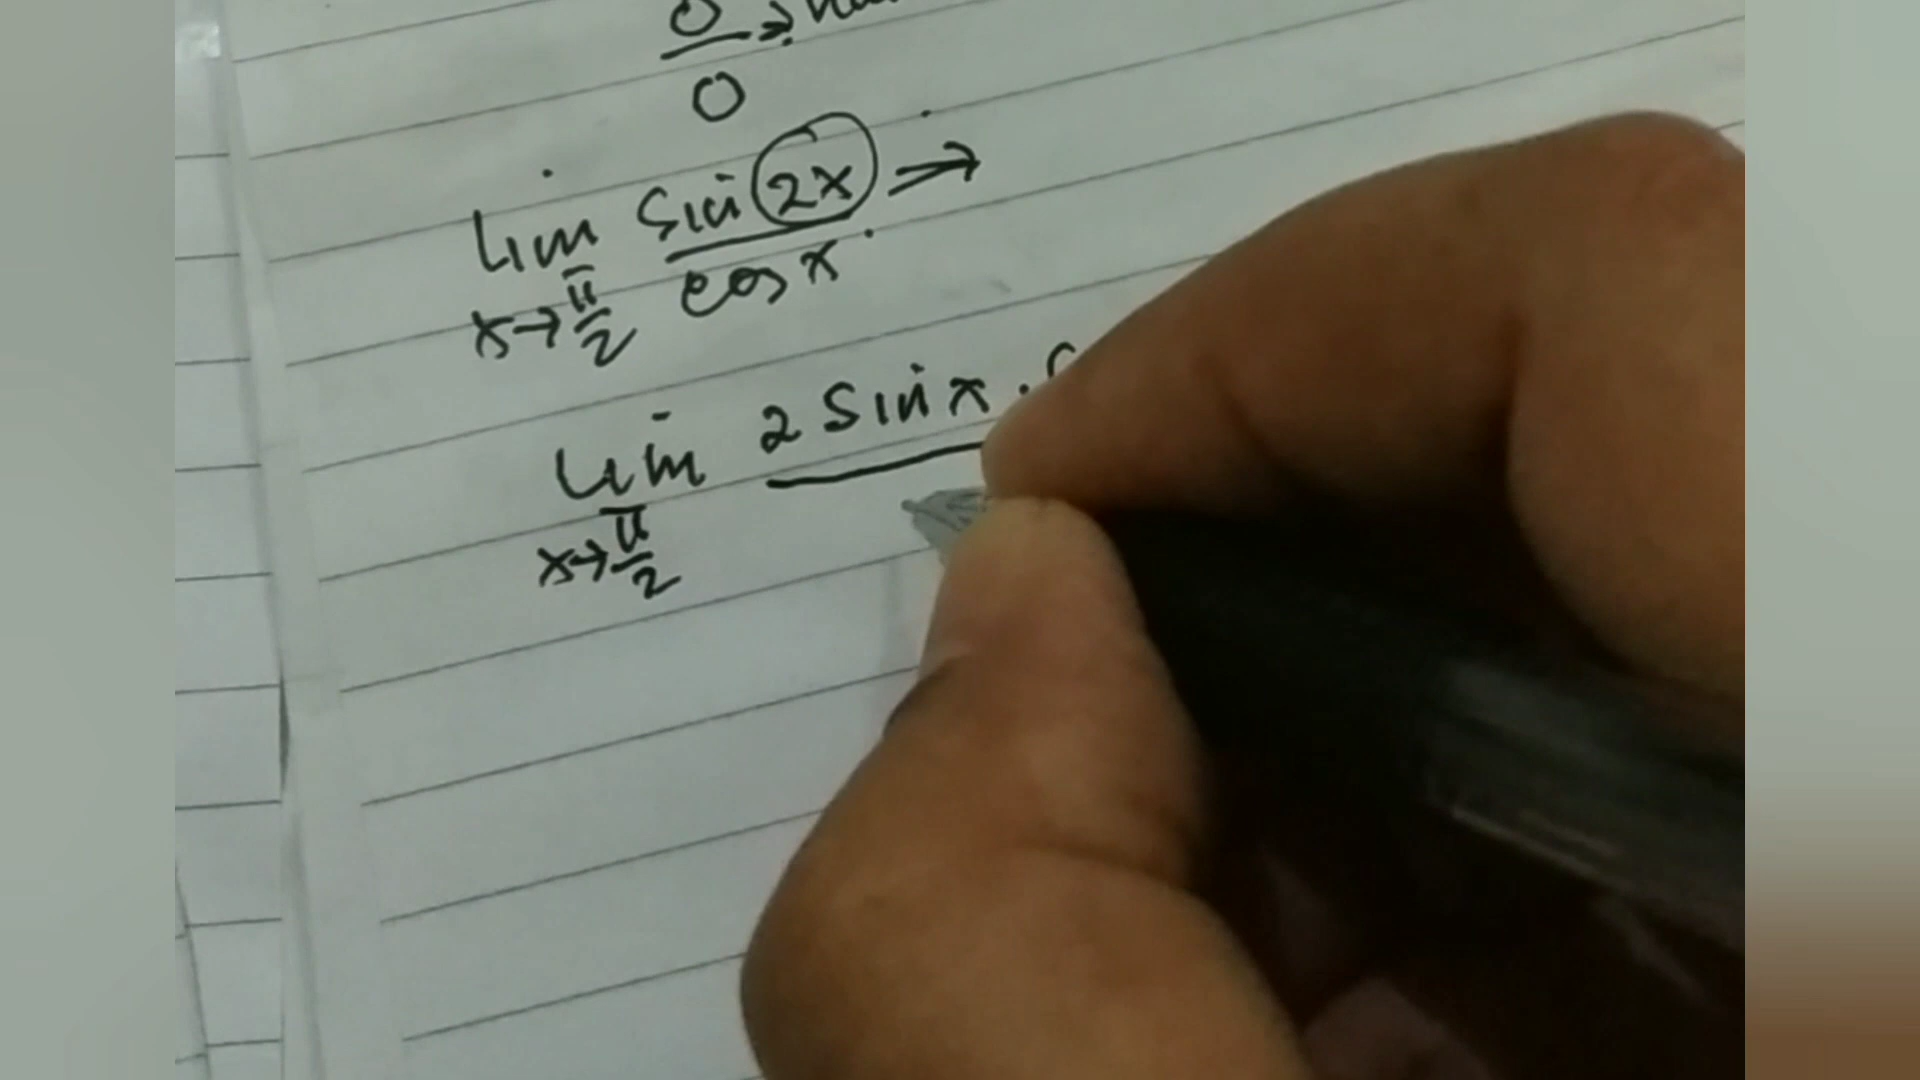 0/0 →
lim x→π/2 sin 2x / cos x →
lim x→π/2 2 sin x .